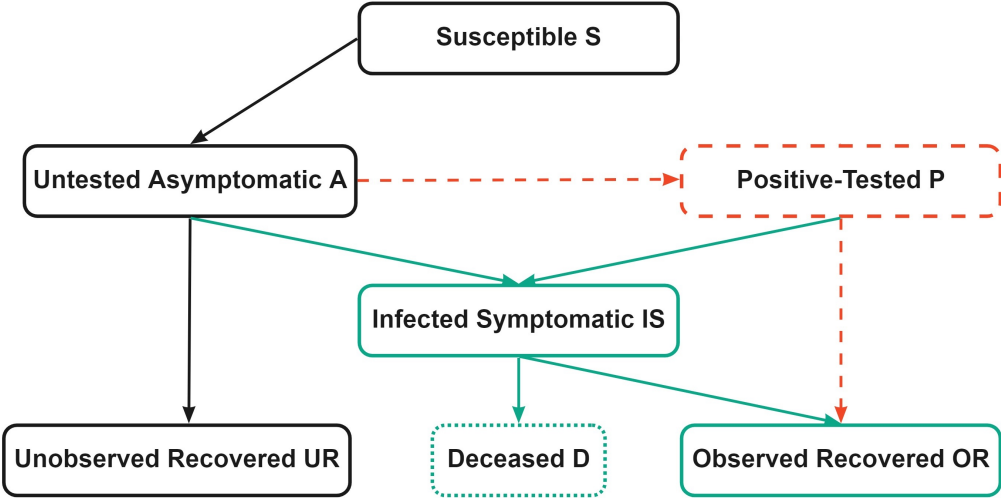 Susceptible S
Untested Asymptomatic A
Positive-Tested P
Infected Symptomatic IS
Unobserved Recovered UR
Deceased D
Observed Recovered OR